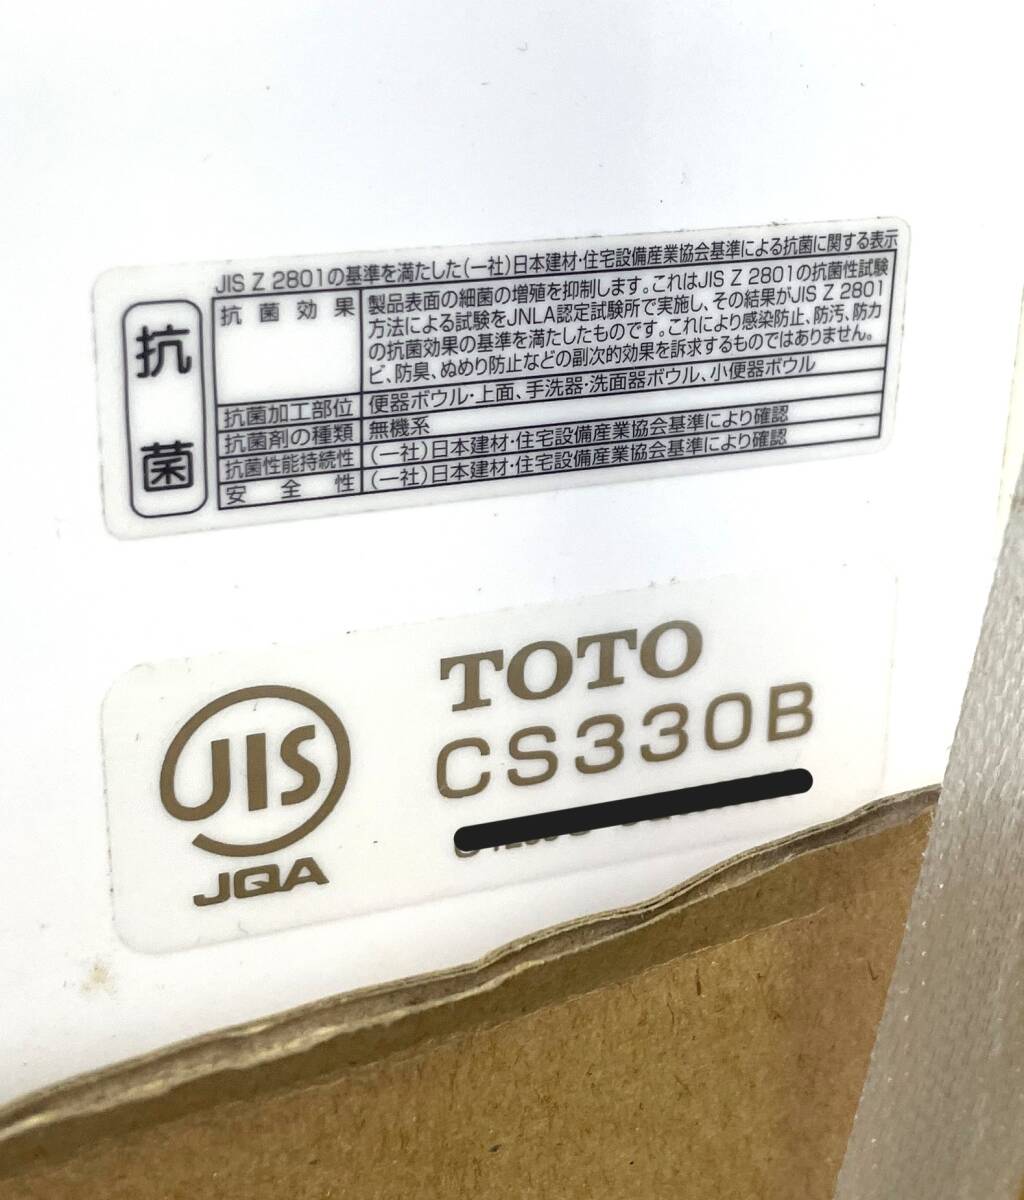 JIS Z 2801の基準を満たした(一社)日本建材・住宅設備産業協会基準による抗菌に関する表示
抗菌
抗菌効果 製品表面の細菌の増殖を抑制します。これはJIS Z 2801の抗菌性試験
方法による試験をJNLA認定試験所で実施し、その結果がJIS Z 2801
の抗菌効果の基準を満たしたものです。これにより感染防止、防汚、防カ
ビ、防臭、ぬめり防止などの副次的効果を訴求するものではありません。
抗菌加工部位 便器ボウル・上面、手洗器・洗面器ボウル、小便器ボウル
抗菌剤の種類 無機系
抗菌性能持続性 (一社)日本建材・住宅設備産業協会基準により確認
安全性 (一社)日本建材・住宅設備産業協会基準により確認
JIS
JQA
TOTO
CS330B